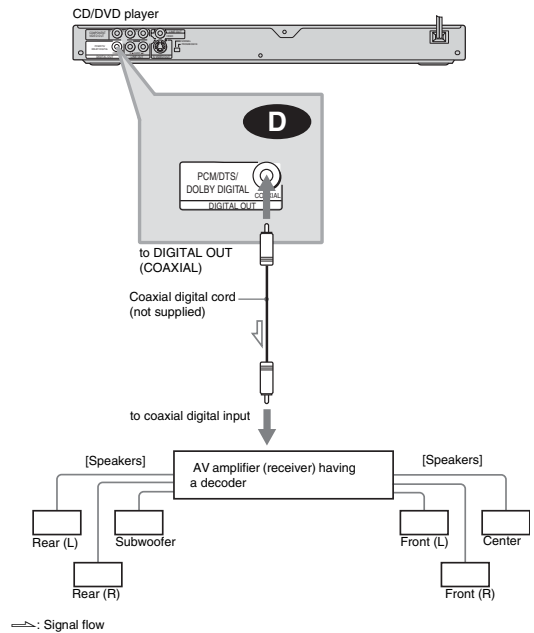 CD/DVD player
D
PCM/DTS/
DOLBY DIGITAL
COAXIAL
DIGITAL OUT
to DIGITAL OUT
(COAXIAL)
Coaxial digital cord
(not supplied)
to coaxial digital input
[Speakers]
AV amplifier (receiver) having
a decoder
[Speakers]
Rear (L)
Subwoofer
Front (L)
Center
Rear (R)
Front (R)
: Signal flow